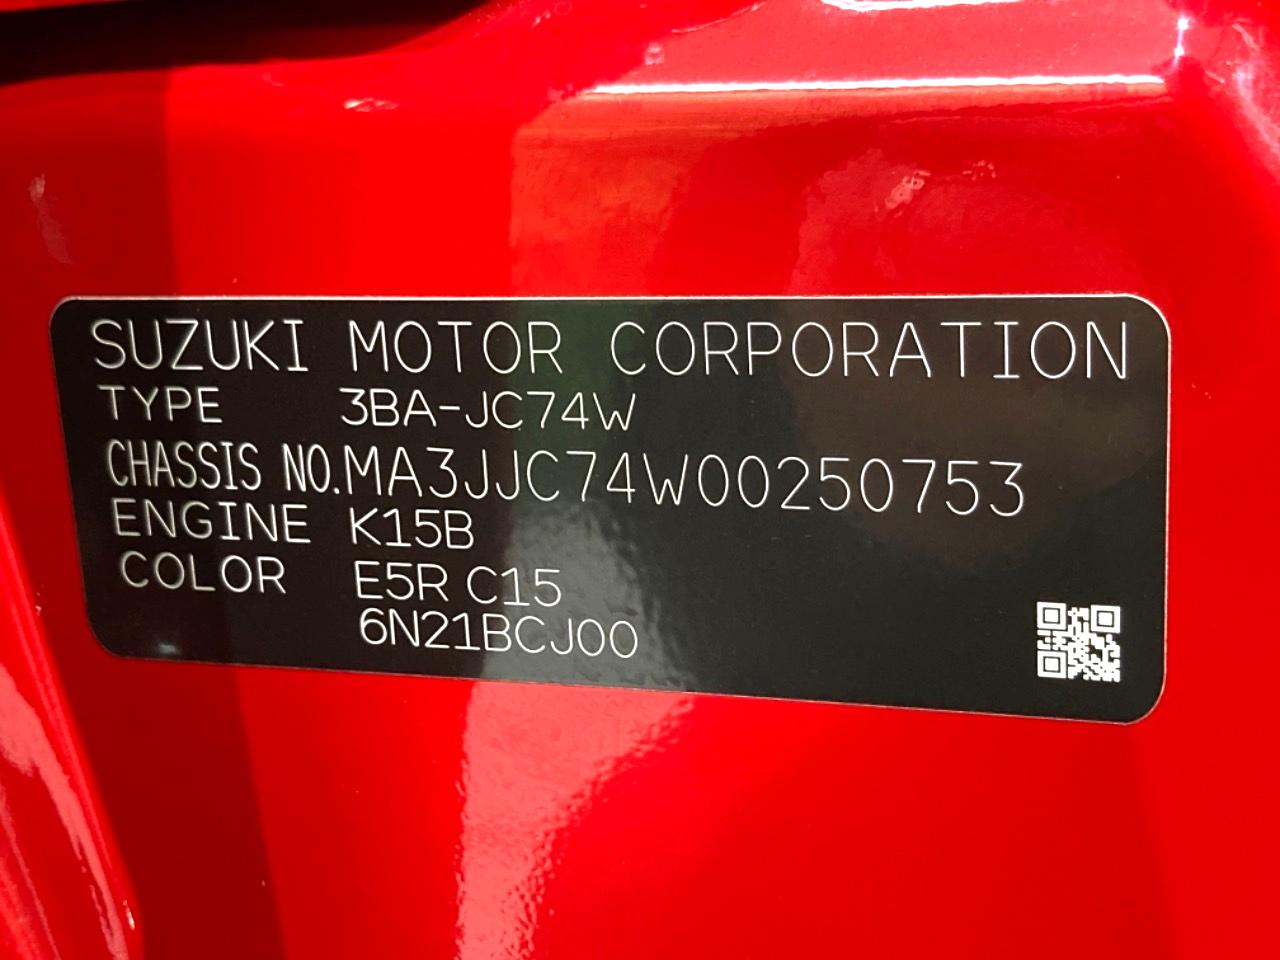 SUZUKI MOTOR CORPORATION
TYPE 3BA-JC74W
CHASSIS NO. MA3JJC74W00250753
ENGINE K15B
COLOR E5R C15
6N21BCJ00